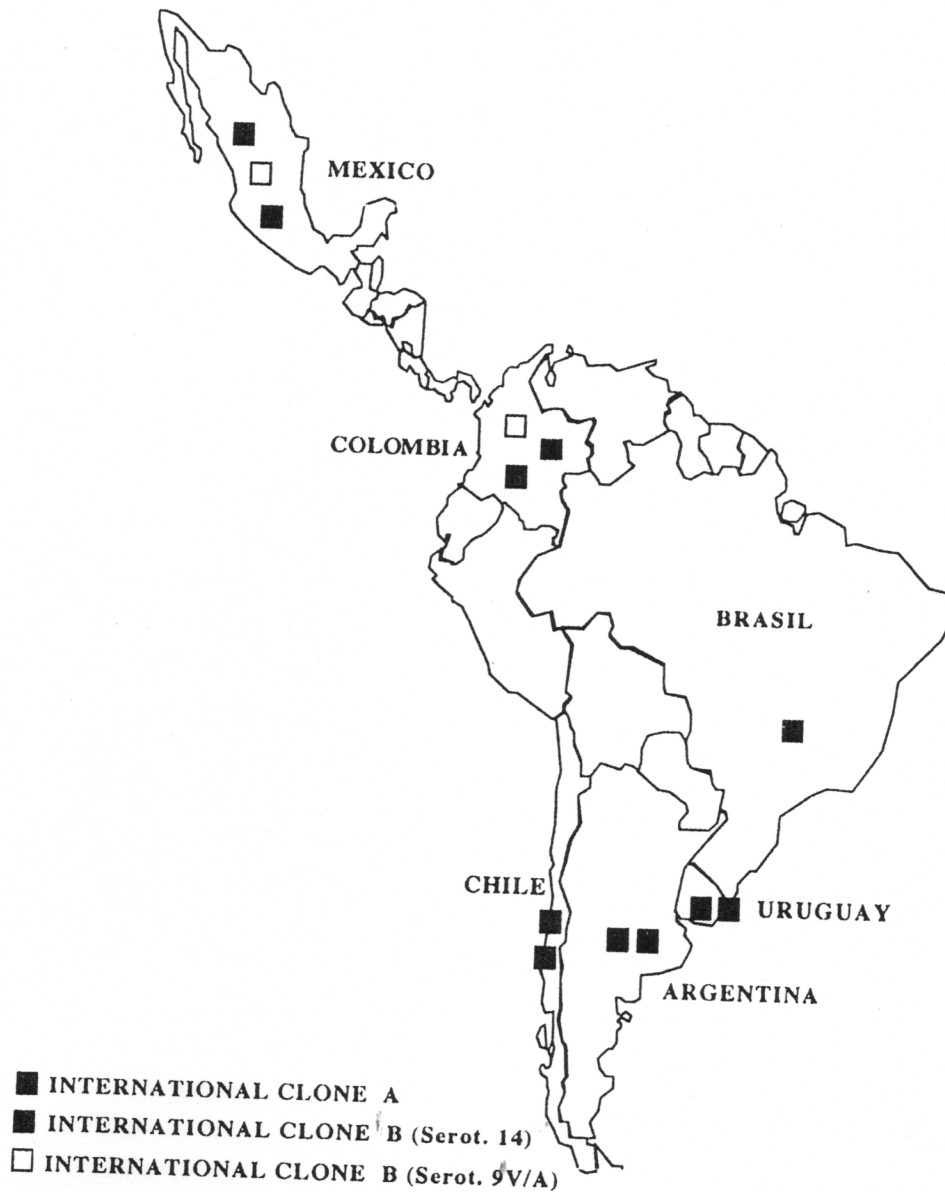 MEXICO
COLOMBIA
BRASIL
CHILE
URUGUAY
ARGENTINA
INTERNATIONAL CLONE A
INTERNATIONAL CLONE B (Serot. 14)
INTERNATIONAL CLONE B (Serot. 9V/A)